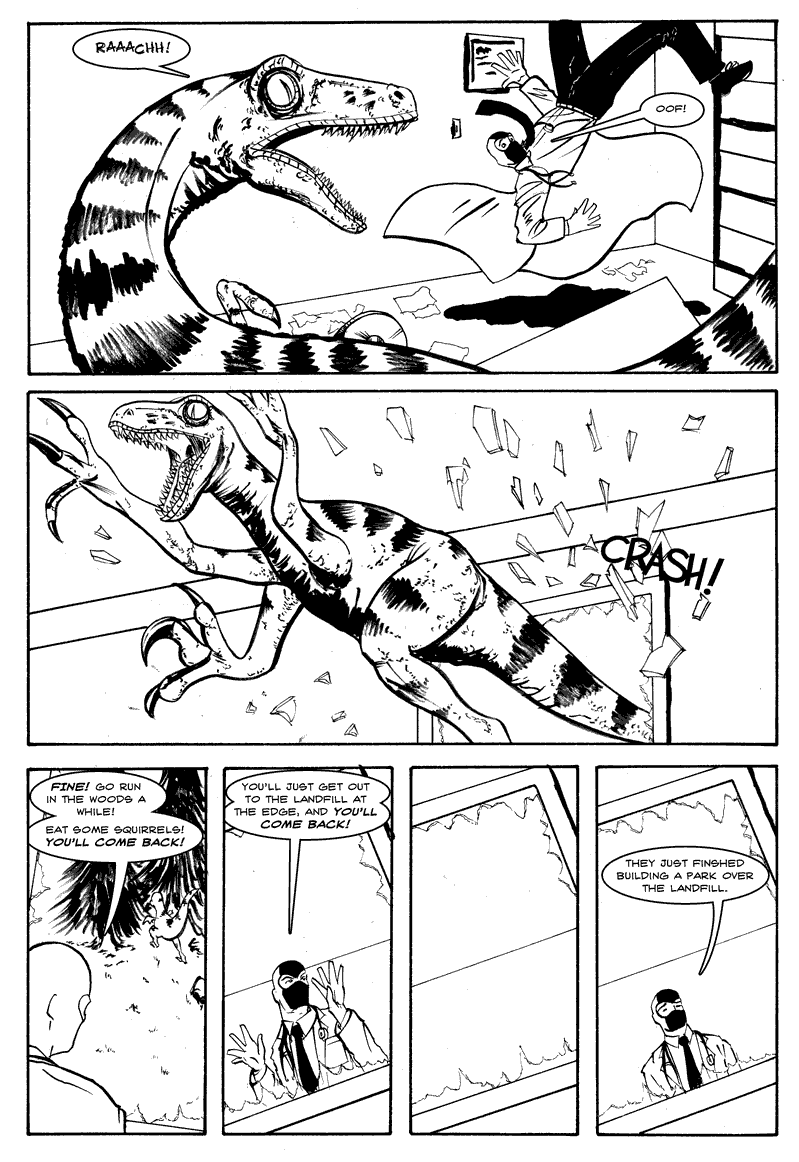 RAAACHH!
OOF!
CRASH!
FINE! GO RUN
IN THE WOODS A
WHILE!
EAT SOME SQUIRRELS!
YOU'LL COME BACK!
YOU'LL JUST GET OUT
TO THE LANDFILL AT
THE EDGE, AND YOU'LL
COME BACK!
THEY JUST FINSHED
BUILDING A PARK OVER
THE LANDFILL.